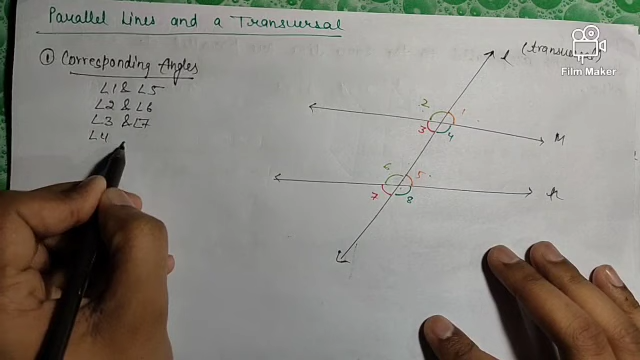 Parallel Lines and a Transversal
① Corresponding Angles
∠1 & ∠5
∠2 & ∠6
∠3 & ∠7
∠4
l (transversal)
2 1
3 4
M
6 5
7 8
n
Film Maker